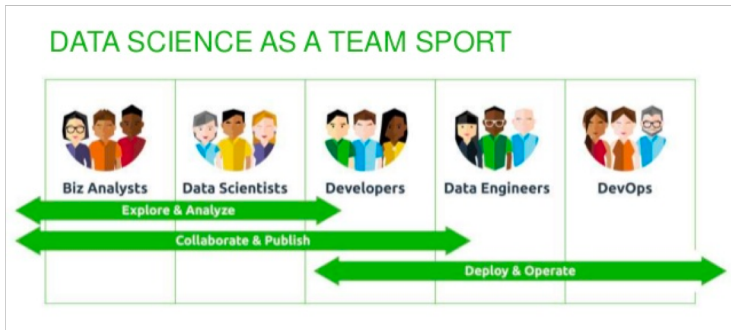 DATA SCIENCE AS A TEAM SPORT
Biz Analysts
Data Scientists
Developers
Data Engineers
DevOps
Explore & Analyze
Collaborate & Publish
Deploy & Operate